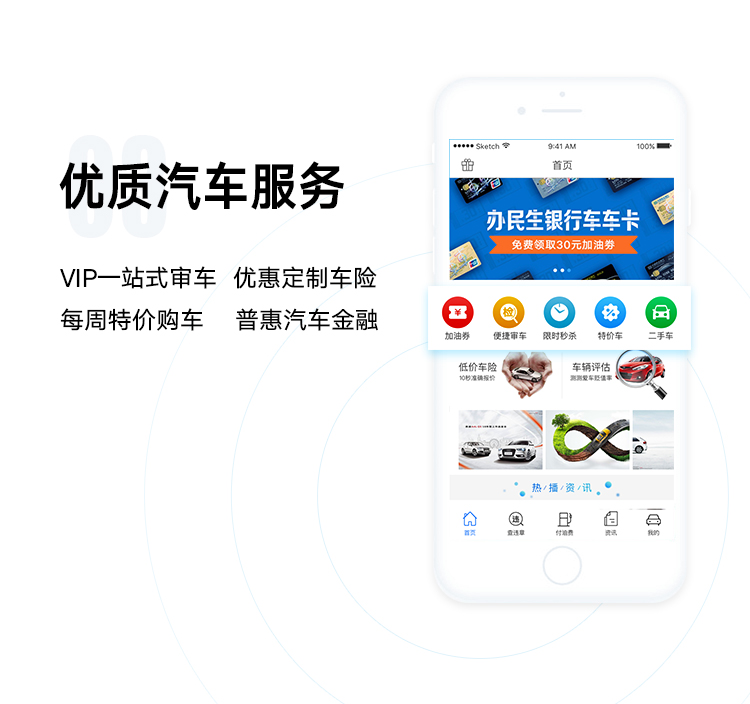 03
优质汽车服务
VIP一站式审车 优惠定制车险
每周特价购车 普惠汽车金融
Sketch 9:41 AM 100%
首页
办民生银行车车卡
免费领取30元加油券
加油券 便捷审车 限时秒杀 特价车 二手车
低价车险 车辆评估
10秒准确报价 测测爱车贬值率
热/播/资/讯
首页 查违章 付油费 资讯 我的